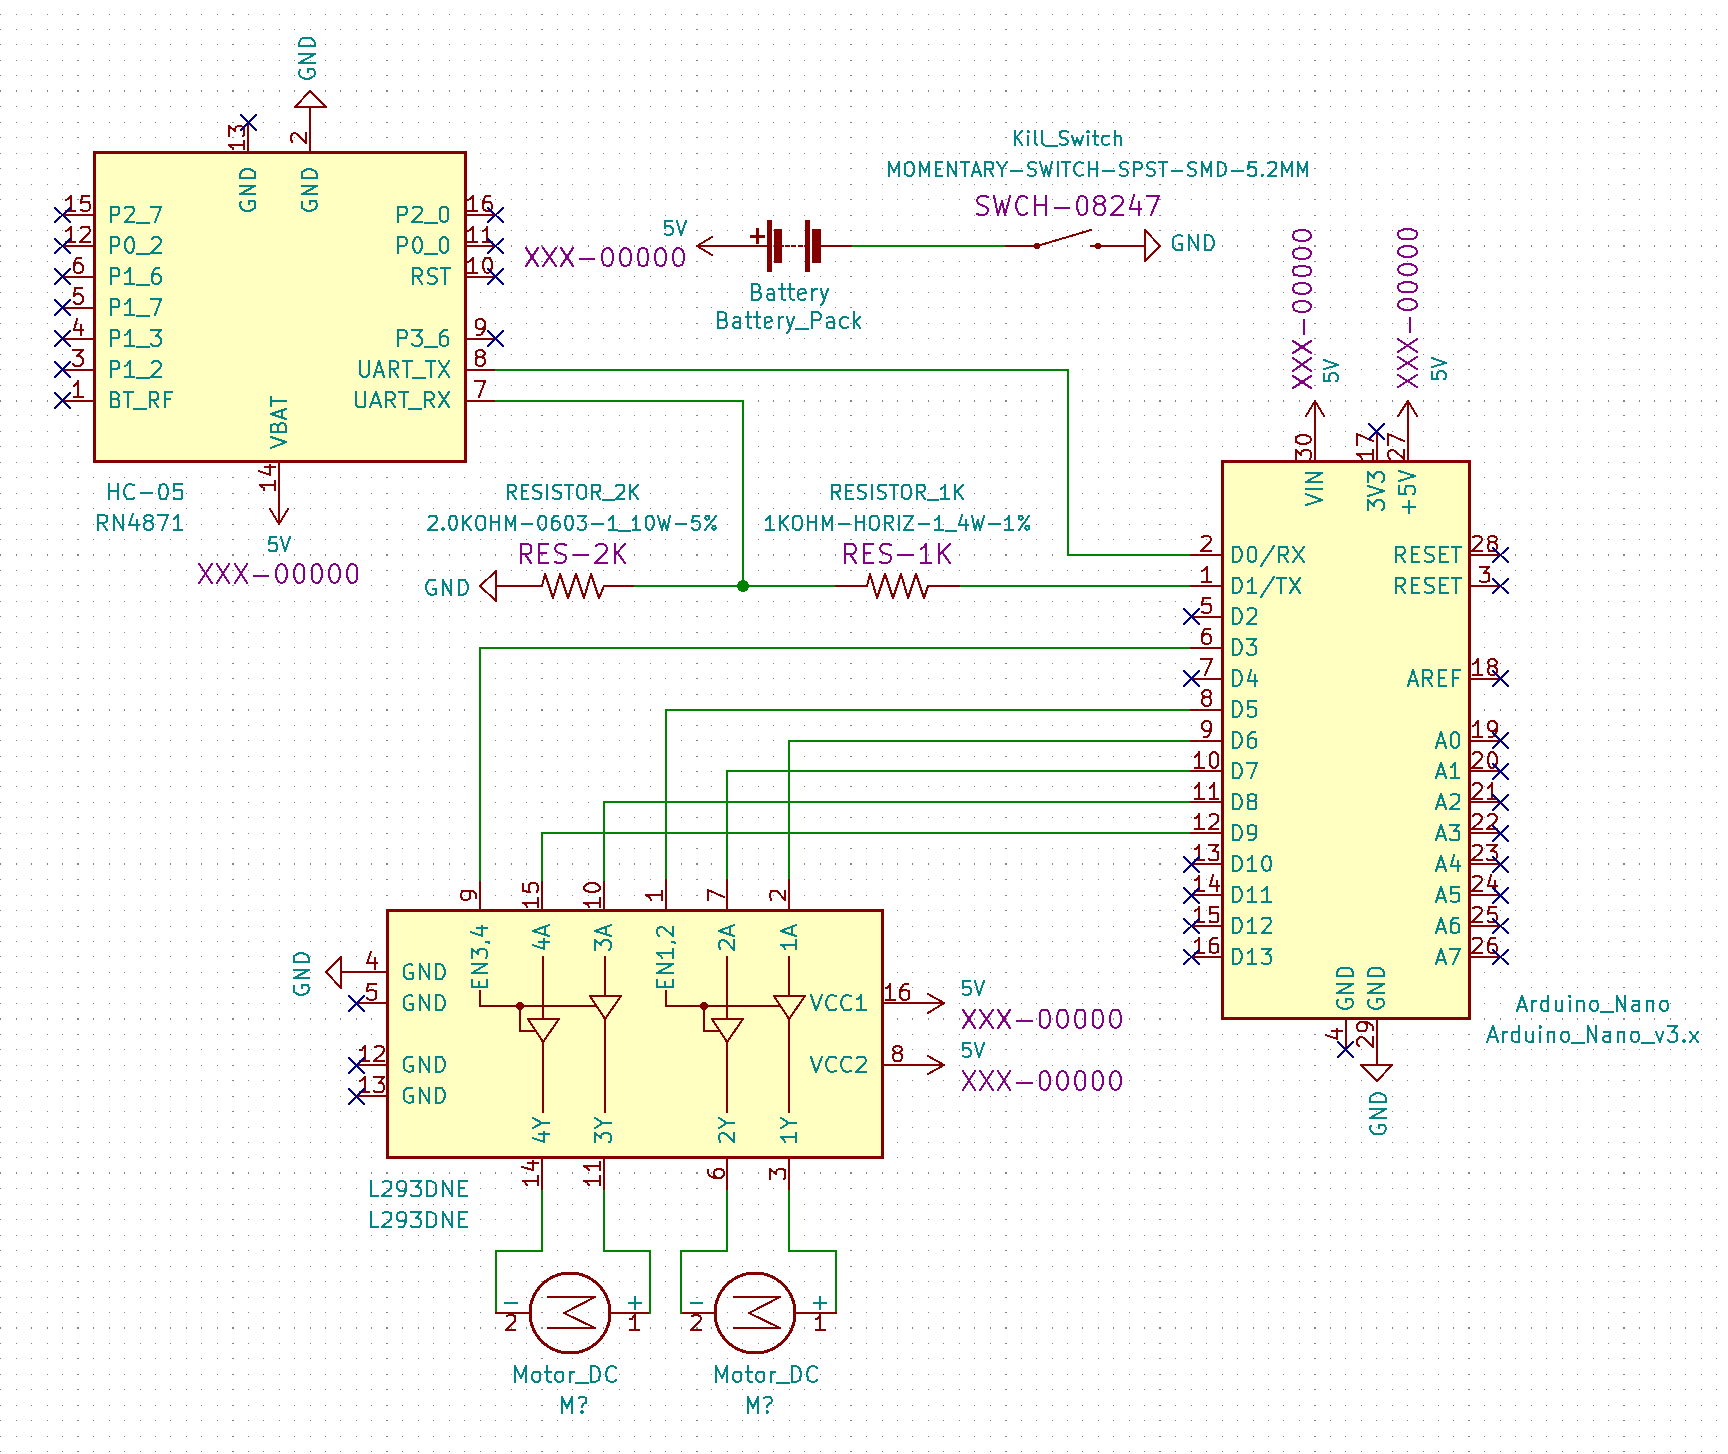 GND
13
2
GND
GND
15
P2_7
P2_0
16
12
P0_2
P0_0
11
6
P1_6
RST
10
5
P1_7
4
P1_3
P3_6
9
3
P1_2
UART_TX
8
1
BT_RF
UART_RX
7
VBAT
14
HC-05
RN4871
5V
XXX-00000
Kill_Switch
MOMENTARY-SWITCH-SPST-SMD-5.2MM
SWCH-08247
5V
XXX-00000
+
GND
Battery
Battery_Pack
RESISTOR_2K
2.0KOHM-0603-1_10W-5%
RES-2K
GND
RESISTOR_1K
1KOHM-HORIZ-1_4W-1%
RES-1K
XXX-00000
5V
XXX-00000
5V
30
17
27
VIN
3V3
+5V
2
D0/RX
RESET
28
1
D1/TX
RESET
3
5
D2
6
D3
7
D4
AREF
18
8
D5
9
D6
A0
19
10
D7
A1
20
11
D8
A2
21
12
D9
A3
22
13
D10
A4
23
14
D11
A5
24
15
D12
A6
25
16
D13
A7
26
GND
GND
4
29
GND
Arduino_Nano
Arduino_Nano_v3.x
9
15
10
1
7
2
EN3,4
4A
3A
EN1,2
2A
1A
GND
4
GND
5
GND
12
GND
13
GND
VCC1
16
5V
XXX-00000
VCC2
8
5V
XXX-00000
4Y
3Y
2Y
1Y
14
11
6
3
L293DNE
L293DNE
-
2
+
1
Motor_DC
M?
-
2
+
1
Motor_DC
M?